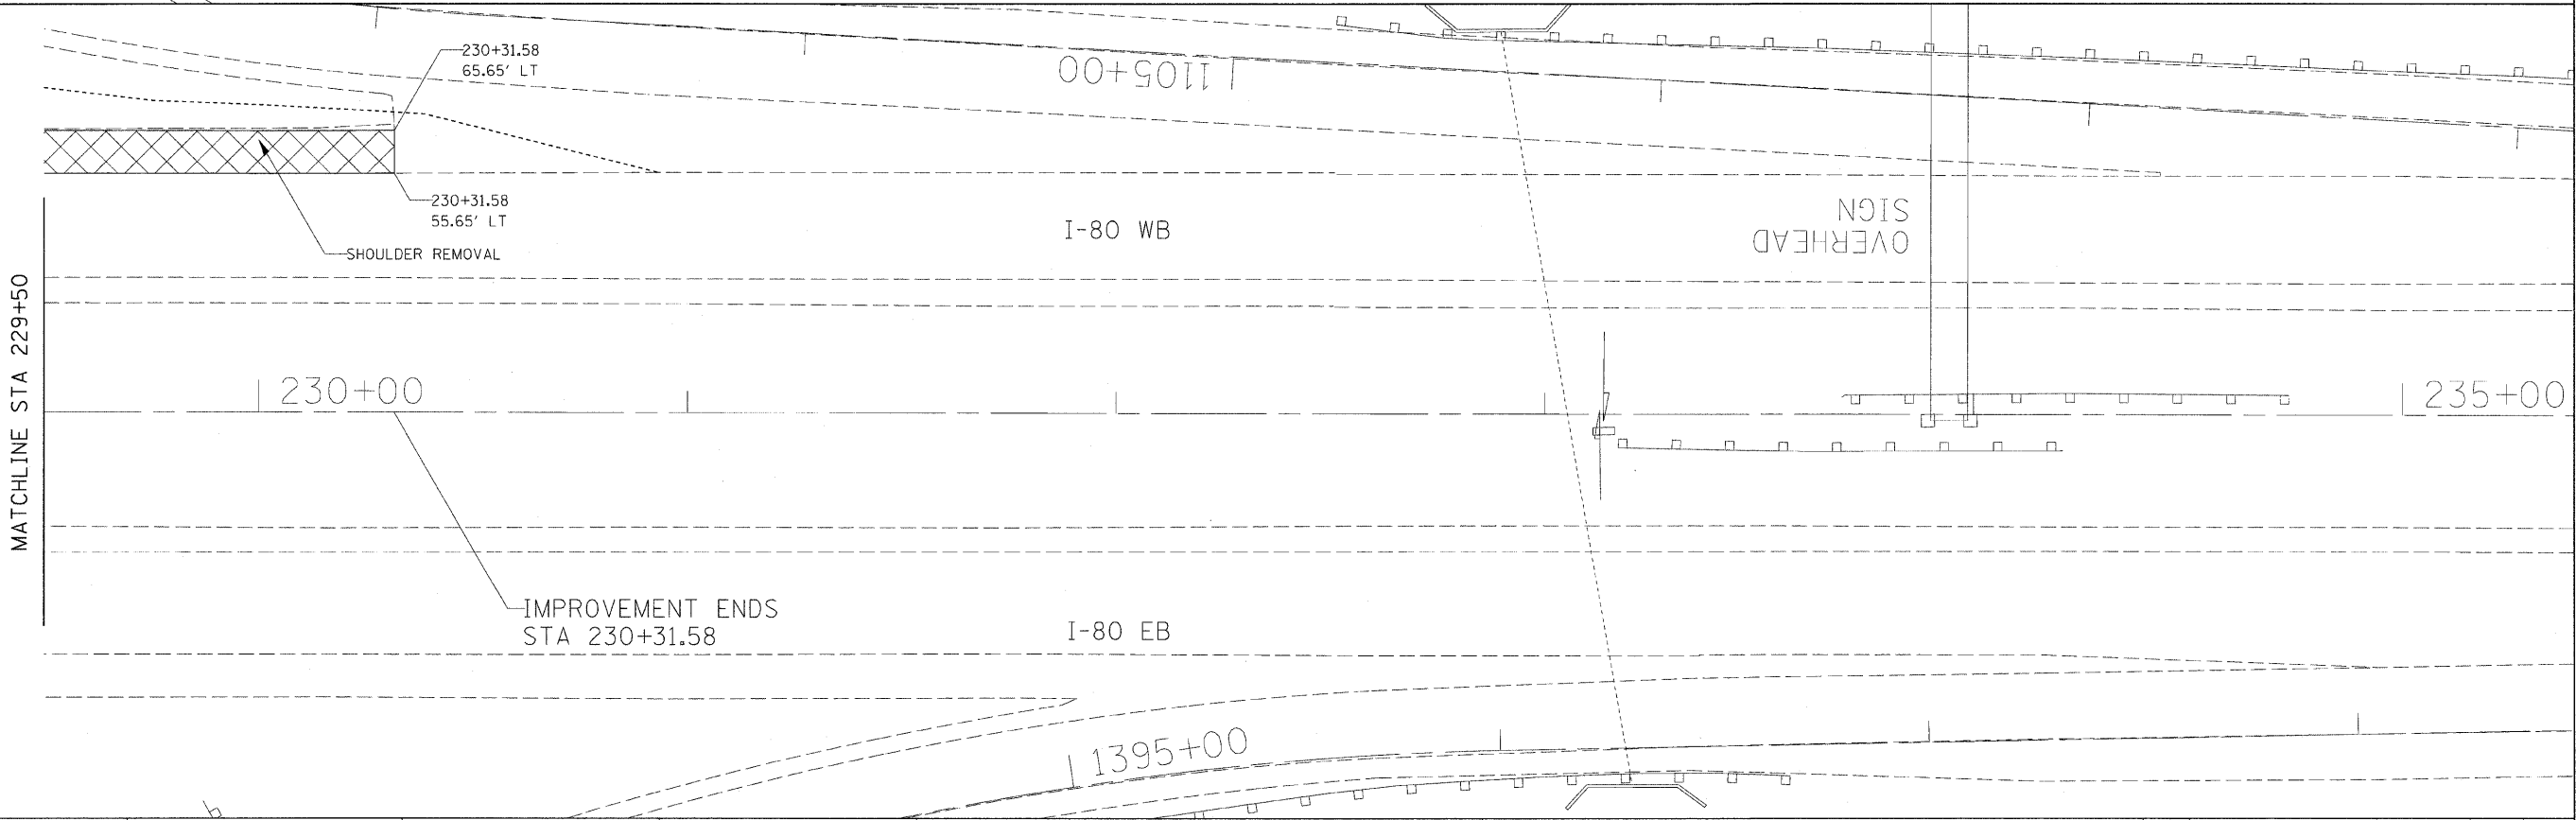 230+31.58
65.65' LT
1105+00
230+31.58
55.65' LT
SHOULDER REMOVAL
I-80 WB
OVERHEAD
SIGN
MATCHLINE STA 229+50
230+00
235+00
IMPROVEMENT ENDS
STA 230+31.58
I-80 EB
1395+00